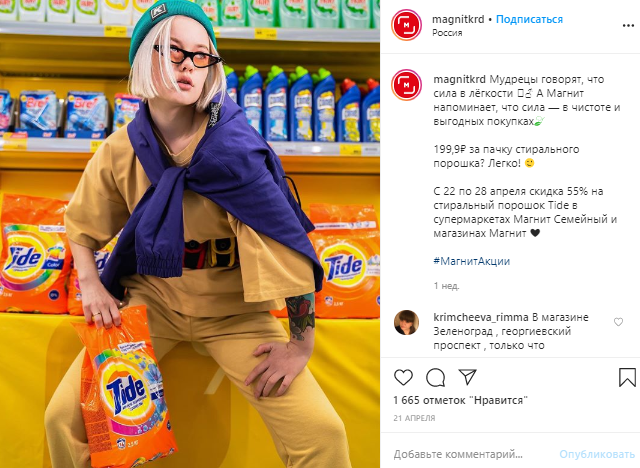 K
Tide
Tide
Tide
magnitkrd • Подписаться
Россия
magnitkrd Мудрецы говорят, что
сила в лёгкости А Магнит
напоминает, что сила — в чистоте и
выгодных покупках
199,9₽ за пачку стирального
порошка? Легко!
С 22 по 28 апреля скидка 55% на
стиральный порошок Tide в
супермаркетах Магнит Семейный и
магазинах Магнит
#МагнитАкции
1 нед.
krimcheeva_rimma В магазине
Зеленоград , георгиевский
проспект , только что
1 665 отметок "Нравится"
21 АПРЕЛЯ
Добавьте комментарий...
Опубликовать